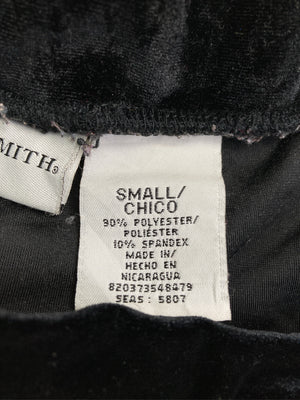 MITH®
SMALL/
CHICO
90% POLYESTER/
POLIESTER
10% SPANDEX
MADE IN/
HECHO EN
NICARAGUA
820373548479
SEAS: 5807